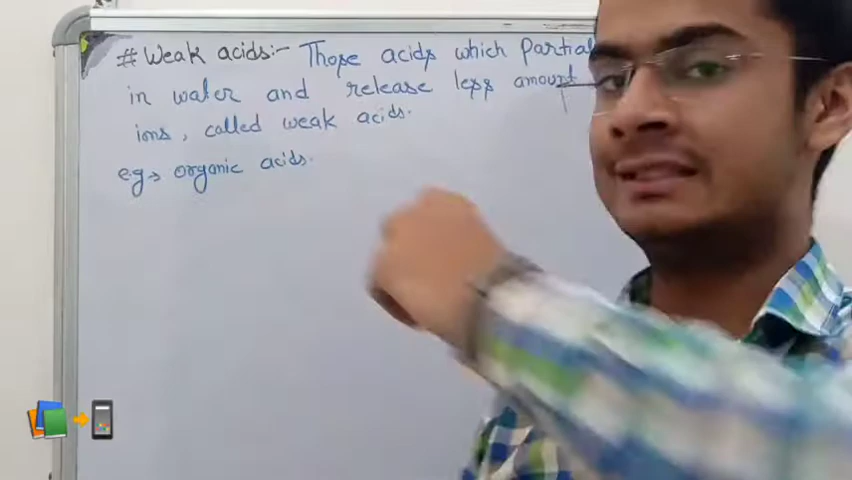 # Weak acids:- Those acids which Partial
in water and release less amount
ions, called weak acids.
eg→ organic acids.